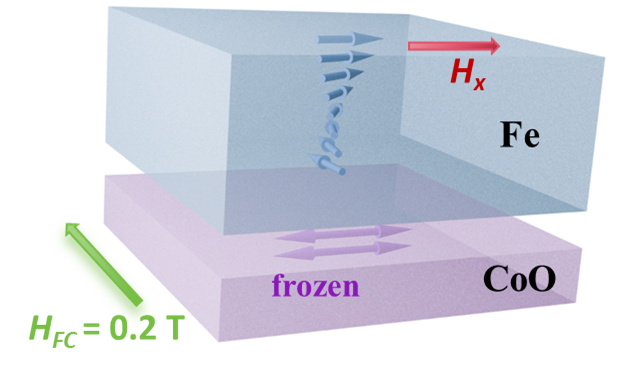 Hx
Fe
frozen
CoO
HFC = 0.2 T